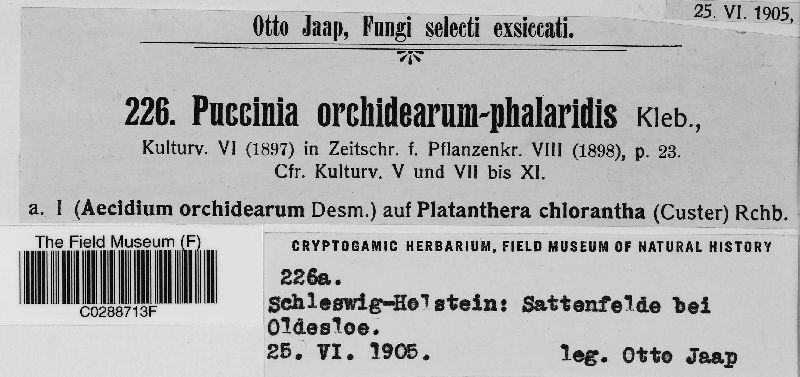 25. VI. 1905,
Otto Jaap, Fungi selecti exsiccati.
226. Puccinia orchidearum-phalaridis Kleb.,
Kulturv. VI (1897) in Zeitschr. f. Pflanzenkr. VIII (1898), p. 23.
Cfr. Kulturv. V und VII bis XI.
a. I (Aecidium orchidearum Desm.) auf Platanthera chlorantha (Custer) Rchb.
The Field Museum (F)
C0288713F
CRYPTOGAMIC HERBARIUM, FIELD MUSEUM OF NATURAL HISTORY
226a.
Schleswig-Holstein: Sattenfelde bei
Oldesloe.
25. VI. 1905. leg. Otto Jaap